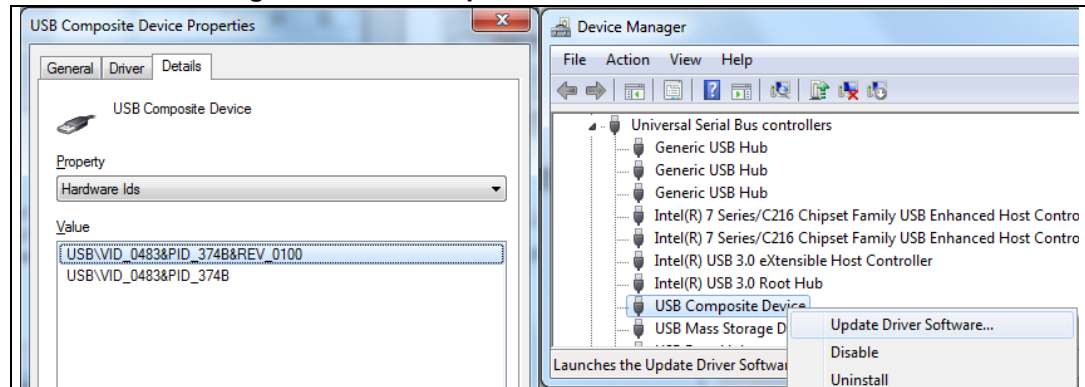 USB Composite Device Properties
General Driver Details
USB Composite Device
Property
Hardware Ids
Value
USB\VID_0483&PID_374B&REV_0100
USB\VID_0483&PID_374B
Device Manager
File Action View Help
Universal Serial Bus controllers
Generic USB Hub
Generic USB Hub
Generic USB Hub
Intel(R) 7 Series/C216 Chipset Family USB Enhanced Host Contro
Intel(R) 7 Series/C216 Chipset Family USB Enhanced Host Contro
Intel(R) USB 3.0 eXtensible Host Controller
Intel(R) USB 3.0 Root Hub
USB Composite Device
USB Mass Storage D
Launches the Update Driver Softwar
Update Driver Software...
Disable
Uninstall